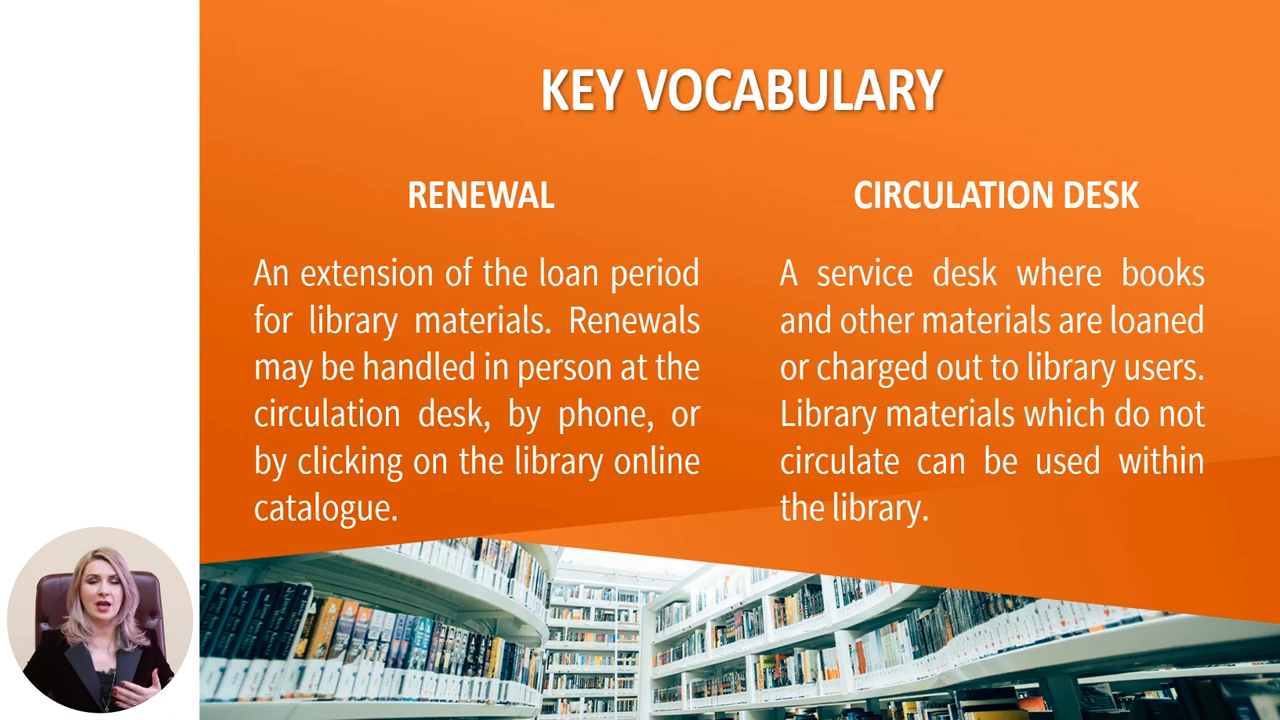 KEY VOCABULARY
RENEWAL
An extension of the loan period
for library materials. Renewals
may be handled in person at the
circulation desk, by phone, or
by clicking on the library online
catalogue.
CIRCULATION DESK
A service desk where books
and other materials are loaned
or charged out to library users.
Library materials which do not
circulate can be used within
the library.